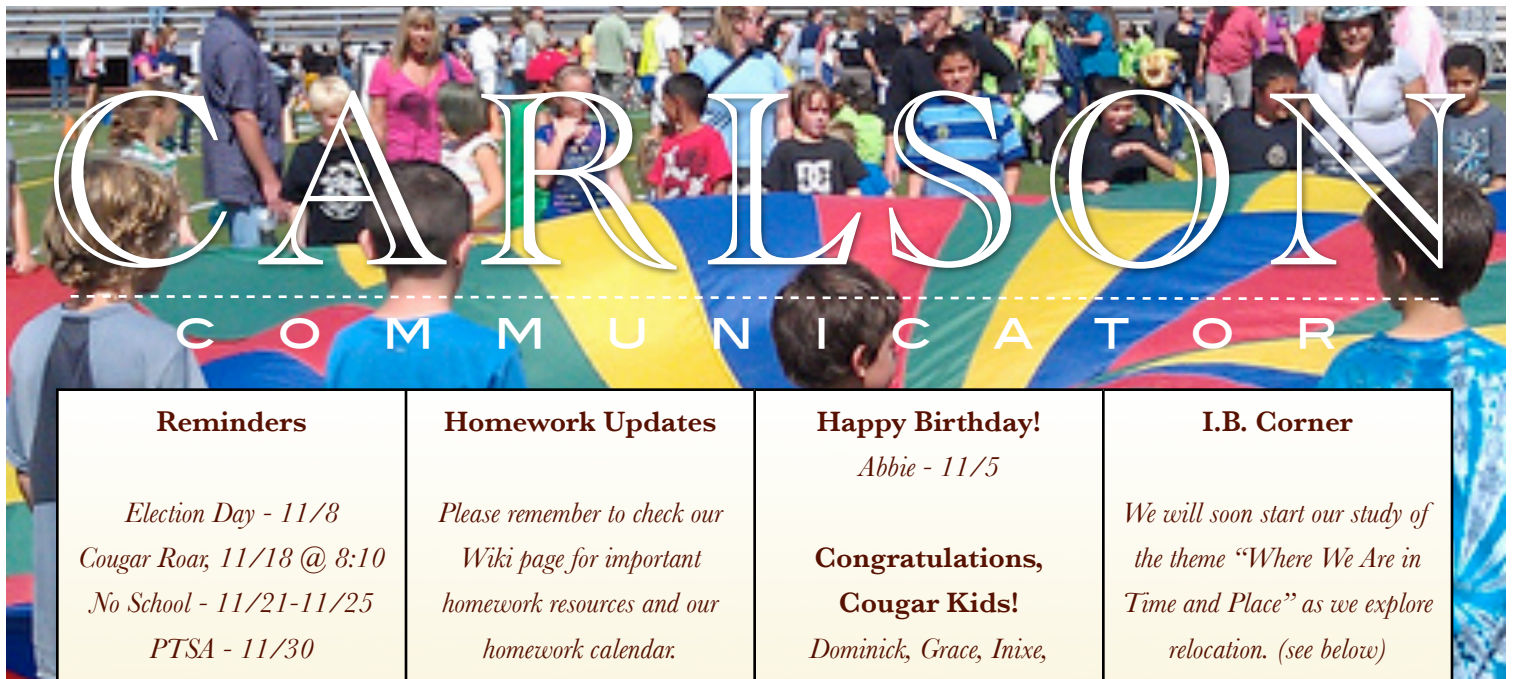 CARLSON
COMMUNICATOR
Reminders
Election Day - 11/8
Cougar Roar, 11/18 @ 8:10
No School - 11/21-11/25
PTSA - 11/30
Homework Updates
Please remember to check our
Wiki page for important
homework resources and our
homework calendar.
Happy Birthday!
Abbie - 11/5
Congratulations,
Cougar Kids!
Dominick, Grace, Inixe,
I.B. Corner
We will soon start our study of
the theme “Where We Are in
Time and Place” as we explore
relocation. (see below)